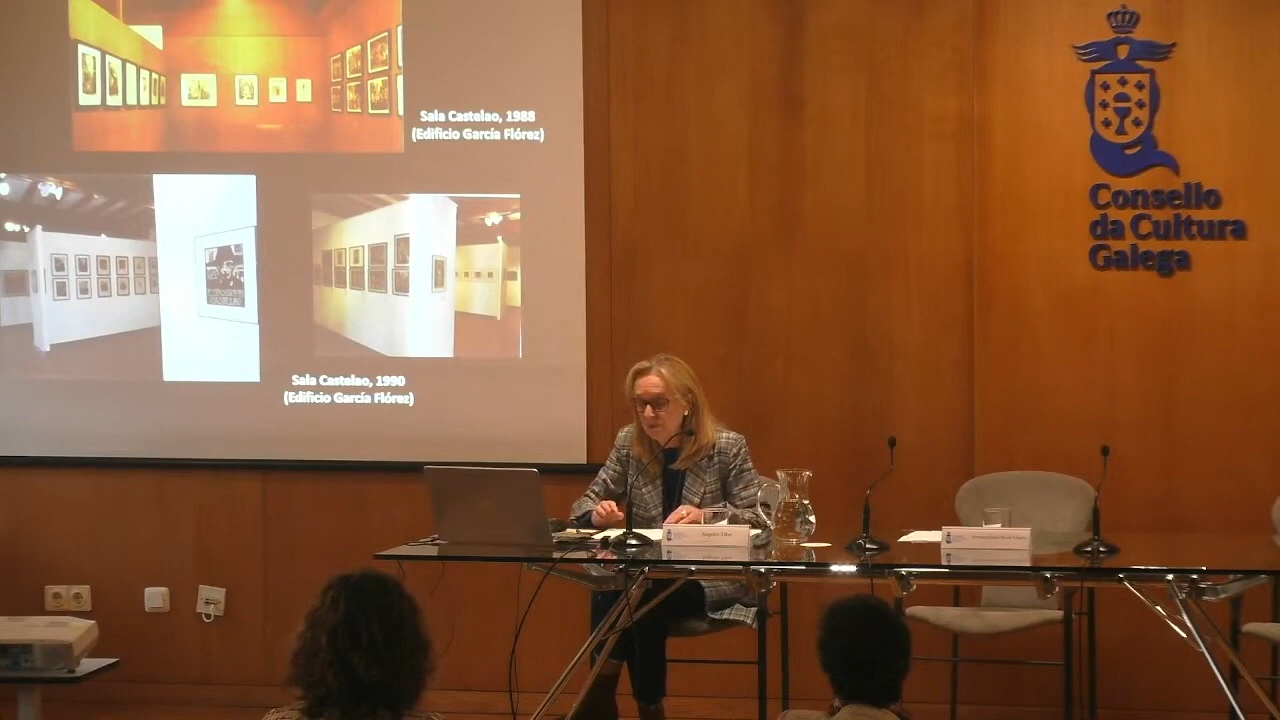 Sala Castelao, 1988
(Edificio García Flórez)
Sala Castelao, 1990
(Edificio García Flórez)
Consello
da Cultura
Galega